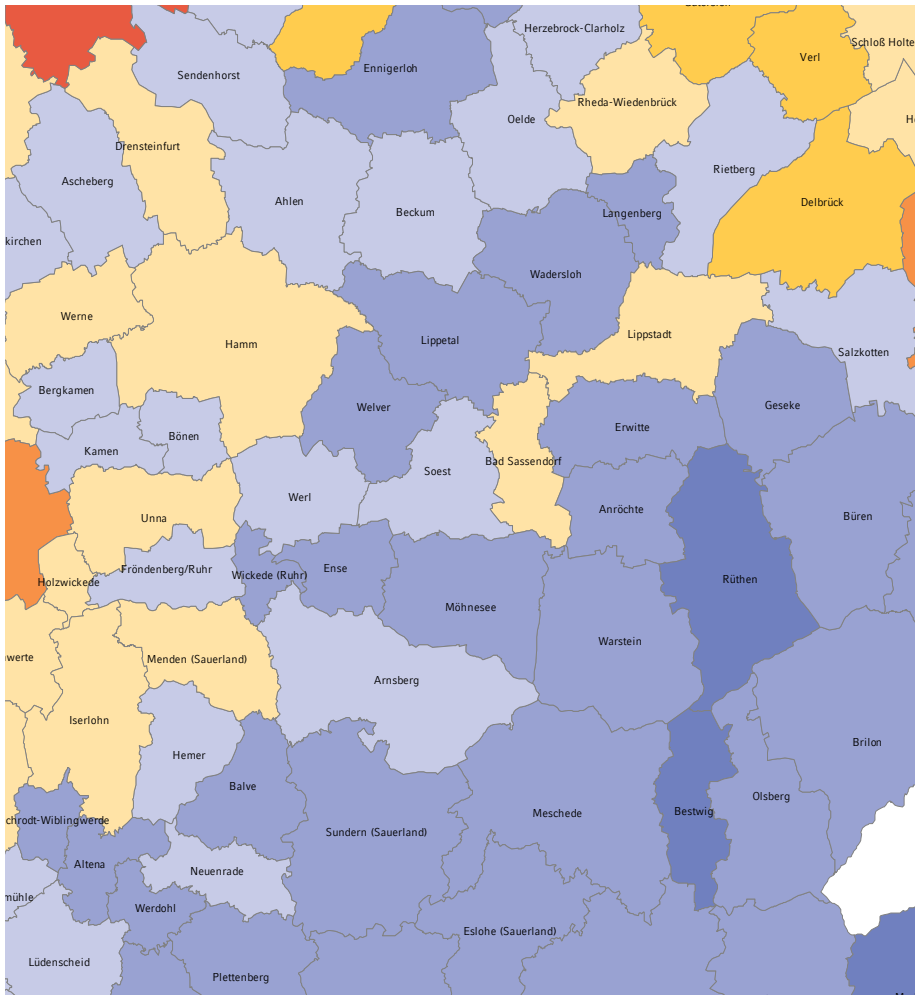 Herzebrock-Clarholz
Schloß Holte
Verl
Ennigerloh
Sendenhorst
Rheda-Wiedenbrück
Oelde
Drensteinfurt
Rietberg
Ascheberg
Ahlen
Delbrück
Beckum
Langenberg
kirchen
Wadersloh
Werne
Lippstadt
Lippetal
Hamm
Salzkotten
Bergkamen
Geseke
Welver
Erwitte
Bönen
Kamen
Bad Sassendorf
Soest
Werl
Anröchte
Unna
Büren
Fröndenberg/Ruhr
Ense
Wickede (Ruhr)
Holzwickede
Rüthen
Möhnesee
Warstein
werte
Menden (Sauerland)
Arnsberg
Iserlohn
Brilon
Hemer
Balve
Olsberg
Bestwig
Meschede
chrodt-Wiblingwerde
Sundern (Sauerland)
Altena
Neuenrade
mühle
Werdohl
Eslohe (Sauerland)
Lüdenscheid
Plettenberg